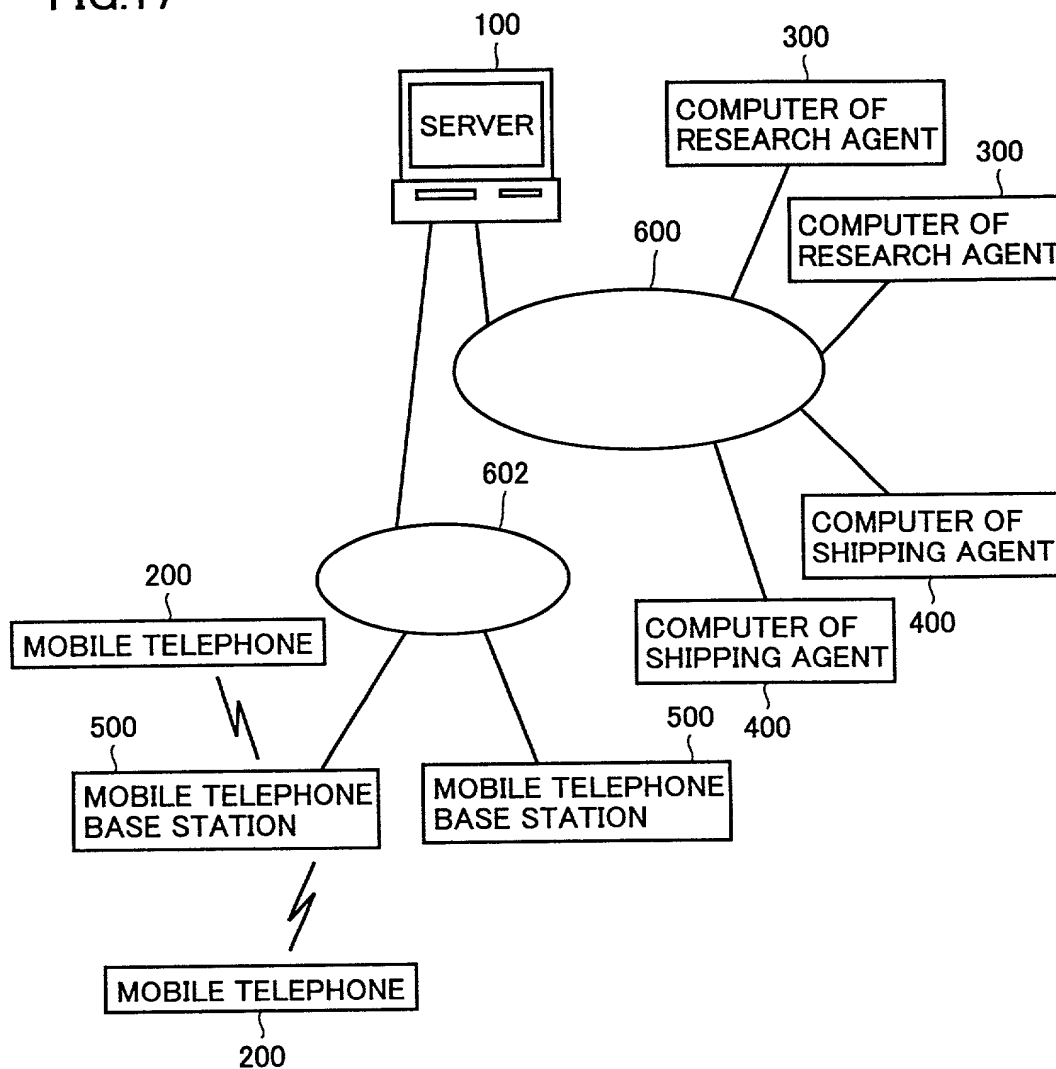 FIG.17
100
SERVER
300
COMPUTER OF
RESEARCH AGENT
300
COMPUTER OF
RESEARCH AGENT
600
602
COMPUTER OF
SHIPPING AGENT
400
200
MOBILE TELEPHONE
COMPUTER OF
SHIPPING AGENT
400
500
MOBILE TELEPHONE
BASE STATION
500
MOBILE TELEPHONE
BASE STATION
MOBILE TELEPHONE
200